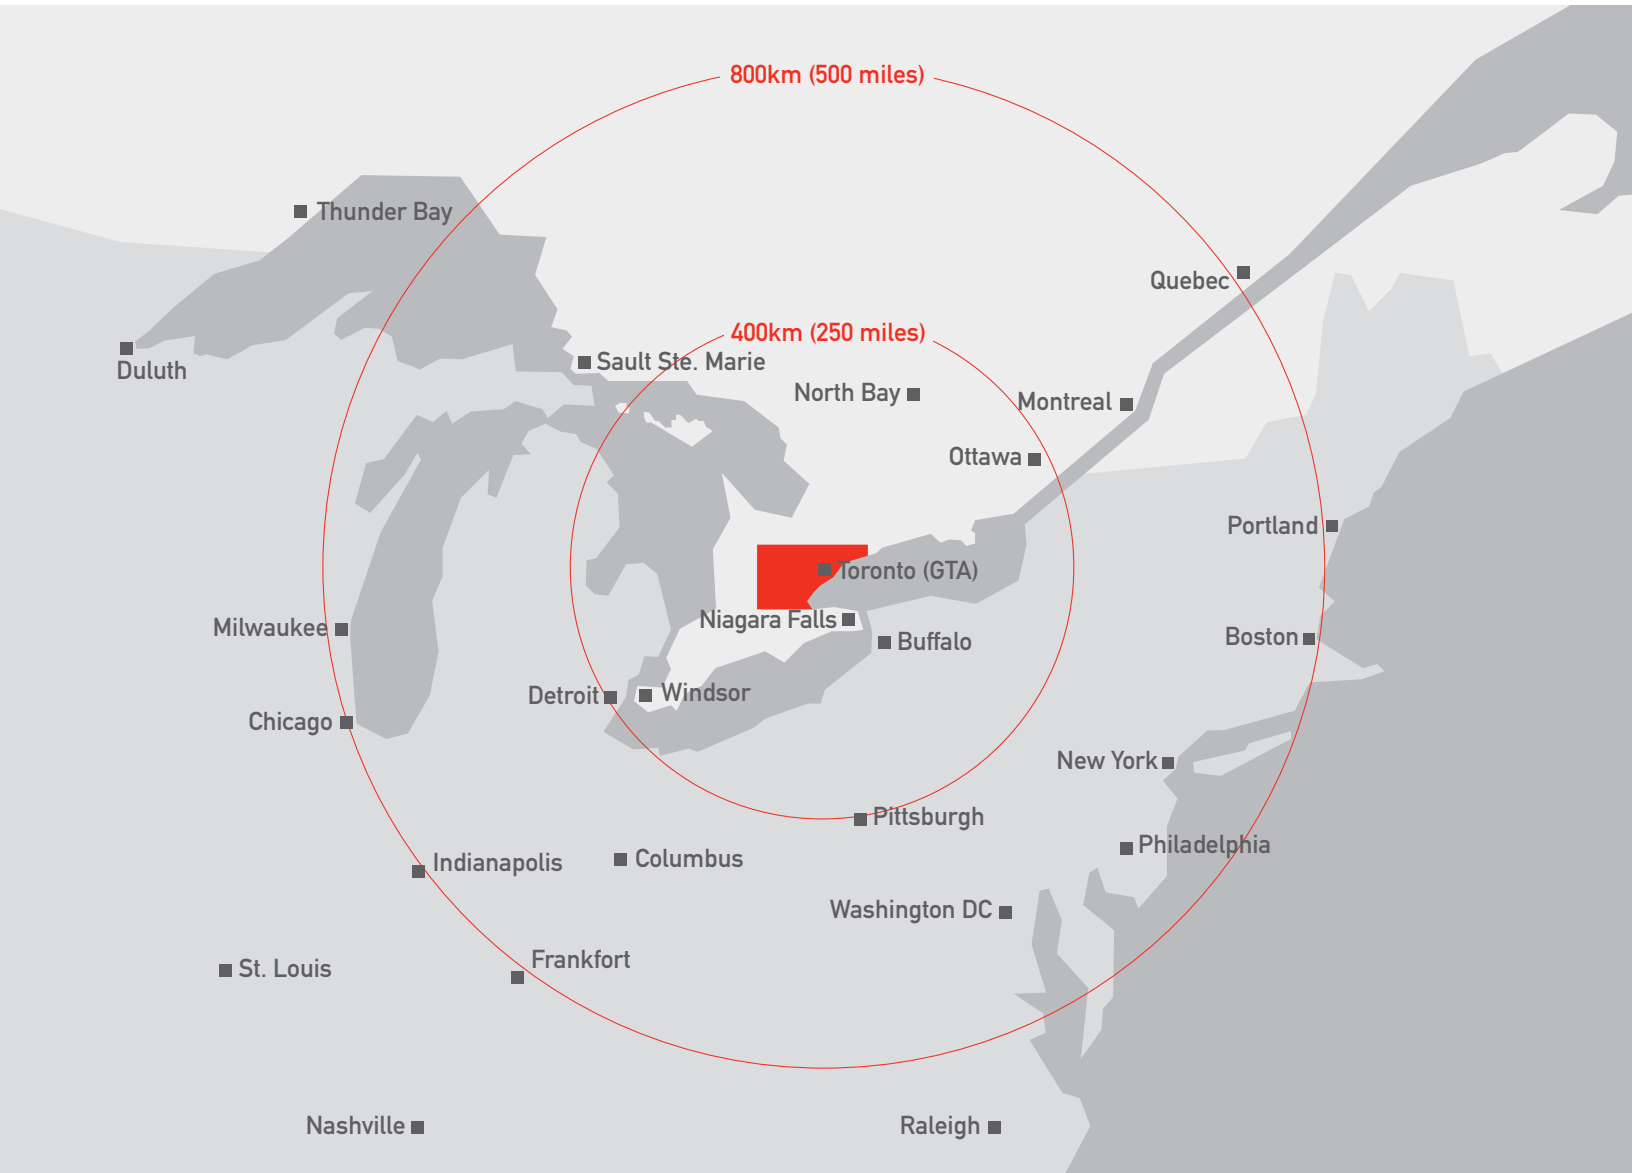 800km (500 miles)
Thunder Bay
Quebec
400km (250 miles)
Duluth
Sault Ste. Marie
North Bay
Montreal
Ottawa
Portland
Toronto (GTA)
Niagara Falls
Milwaukee
Buffalo
Boston
Detroit
Windsor
Chicago
New York
Pittsburgh
Philadelphia
Indianapolis
Columbus
Washington DC
Frankfort
St. Louis
Nashville
Raleigh